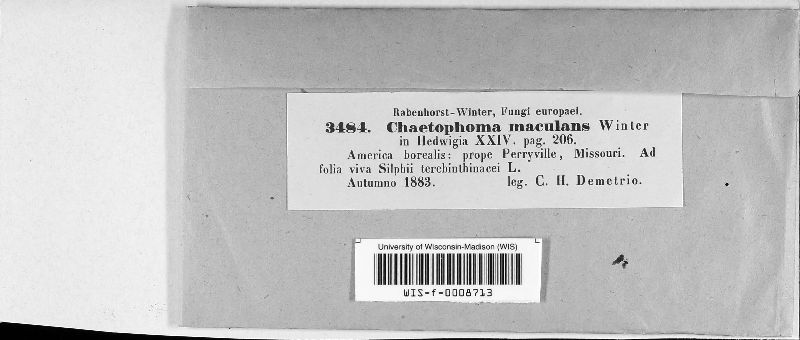 Rabenhorst-Winter, Fungi europaei.
3484. Chaetophoma maculans Winter
in Hedwigia XXIV. pag. 206.
America borealis: prope Perryville, Missouri. Ad
folia viva Silphii terebinthinacei L.
Autumno 1883. leg. C. H. Demetrio.
University of Wisconsin-Madison (WIS)
WIS-f-0008713